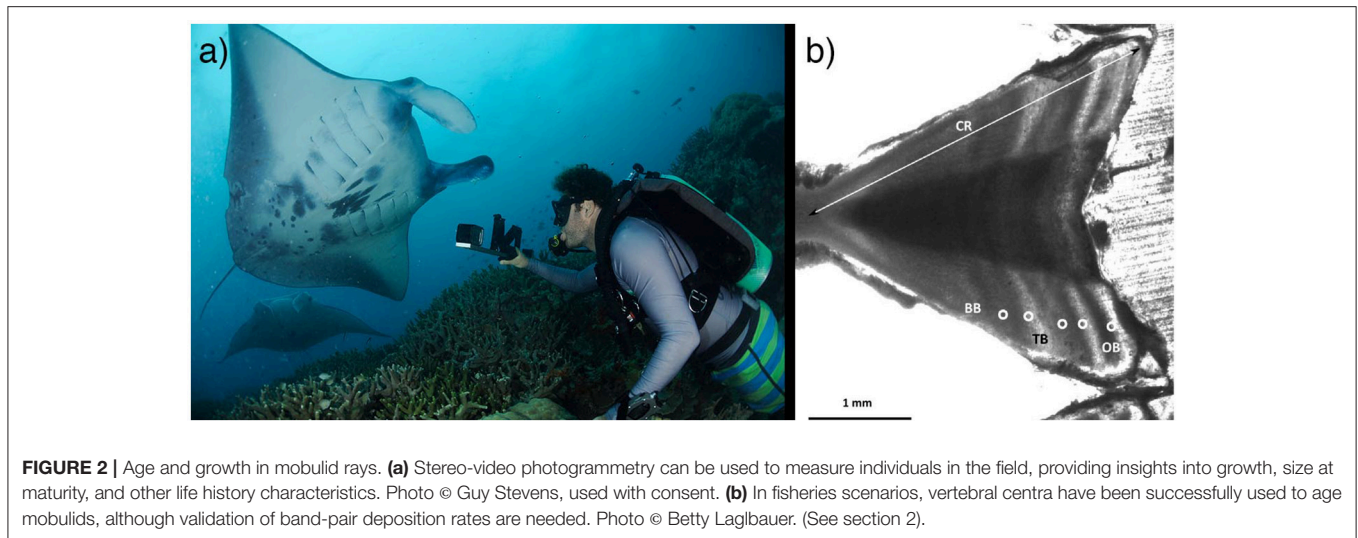 a)
b)
CR
BB
TB
OB
1 mm
FIGURE 2 | Age and growth in mobulid rays. (a) Stereo-video photogrammetry can be used to measure individuals in the field, providing insights into growth, size at
maturity, and other life history characteristics. Photo © Guy Stevens, used with consent. (b) In fisheries scenarios, vertebral centra have been successfully used to age
mobulids, although validation of band-pair deposition rates are needed. Photo © Betty Laglbauer. (See section 2).